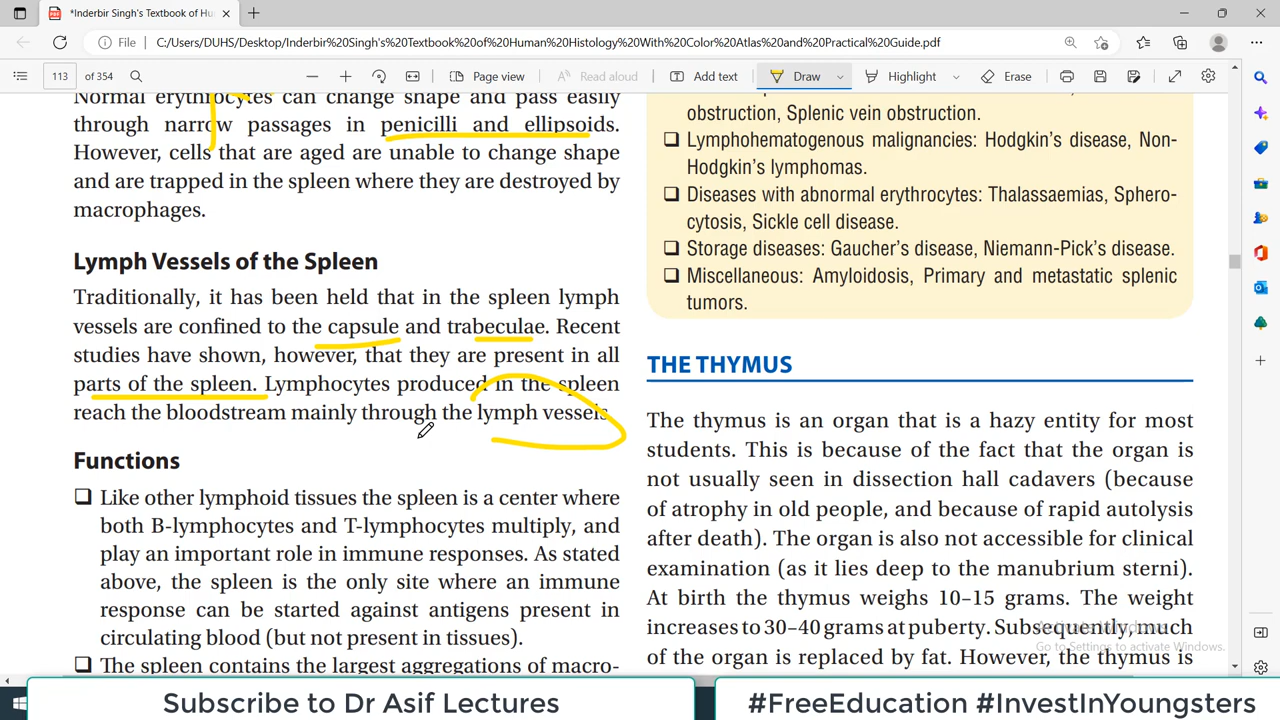 *Inderbir Singh's Textbook of Hu
File
C:/Users/DUHS/Desktop/Inderbir%20Singh's%20Textbook%20of%20Human%20Histology%20With%20Color%20Atlas%20and%20Practical%20Guide.pdf
113 of 354
Page view
Read aloud
Add text
Draw
Highlight
Erase
Normal erythrocytes can change shape and pass easily
through narrow passages in penicilli and ellipsoids.
However, cells that are aged are unable to change shape
and are trapped in the spleen where they are destroyed by
macrophages.
Lymph Vessels of the Spleen
Traditionally, it has been held that in the spleen lymph
vessels are confined to the capsule and trabeculae. Recent
studies have shown, however, that they are present in all
parts of the spleen. Lymphocytes produced in the spleen
reach the bloodstream mainly through the lymph vessels.
Functions
❑ Like other lymphoid tissues the spleen is a center where
both B-lymphocytes and T-lymphocytes multiply, and
play an important role in immune responses. As stated
above, the spleen is the only site where an immune
response can be started against antigens present in
circulating blood (but not present in tissues).
❑ The spleen contains the largest aggregations of macro-
obstruction, Splenic vein obstruction.
❑ Lymphohematogenous malignancies: Hodgkin's disease, Non-
Hodgkin's lymphomas.
❑ Diseases with abnormal erythrocytes: Thalassaemias, Sphero-
cytosis, Sickle cell disease.
❑ Storage diseases: Gaucher's disease, Niemann-Pick's disease.
❑ Miscellaneous: Amyloidosis, Primary and metastatic splenic
tumors.
THE THYMUS
The thymus is an organ that is a hazy entity for most
students. This is because of the fact that the organ is
not usually seen in dissection hall cadavers (because
of atrophy in old people, and because of rapid autolysis
after death). The organ is also not accessible for clinical
examination (as it lies deep to the manubrium sterni).
At birth the thymus weighs 10–15 grams. The weight
increases to 30–40 grams at puberty. Subsequently, much
of the organ is replaced by fat. However, the thymus is
Activate Windows
Go to Settings to activate Windows.
Subscribe to Dr Asif Lectures
#FreeEducation #InvestInYoungsters